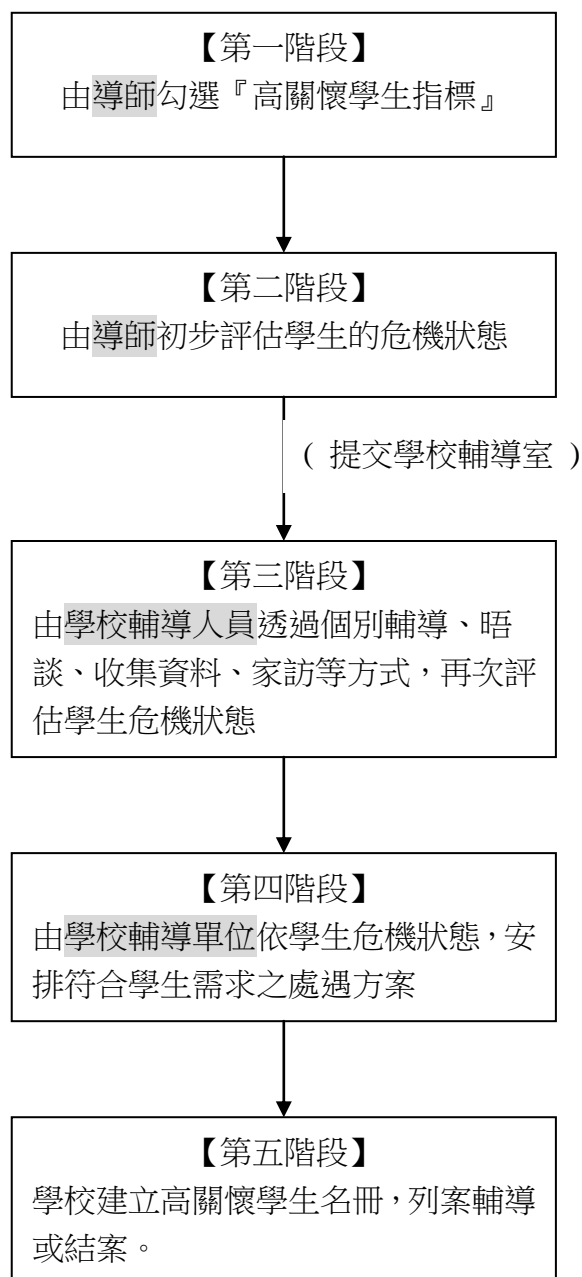 【第一階段】
由導師勾選『高關懷學生指標』
【第二階段】
由導師初步評估學生的危機狀態
( 提交學校輔導室 )
【第三階段】
由學校輔導人員透過個別輔導、晤
談、收集資料、家訪等方式，再次評
估學生危機狀態
【第四階段】
由學校輔導單位依學生危機狀態，安
排符合學生需求之處遇方案
【第五階段】
學校建立高關懷學生名冊，列案輔導
或結案。